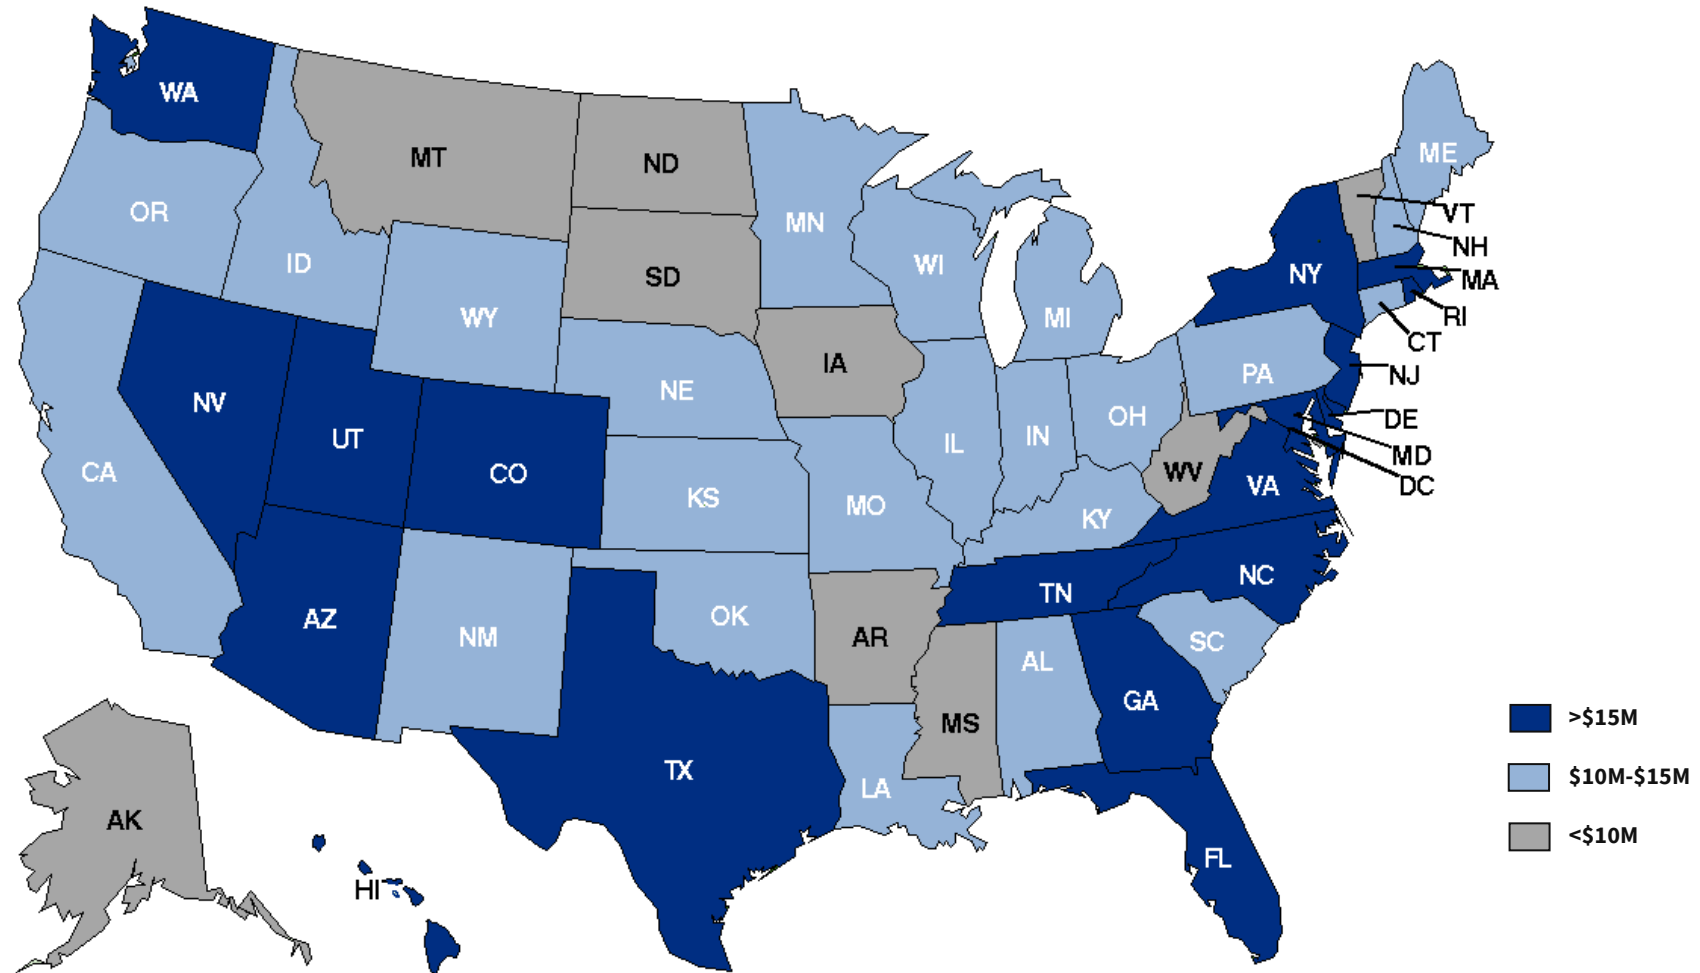 WA
MT
ND
ME
MN
OR
VT
NH
ID
WI
NY
SD
MA
RI
WY
MI
CT
IA
PA
NJ
NE
NV
OH
DE
UT
IN
IL
MD
CO
CA
WV
DC
VA
KS
MO
KY
NC
TN
AZ
OK
NM
AR
SC
AL
GA
MS
>$15M
TX
$10M-$15M
LA
AK
<$10M
FL
HI